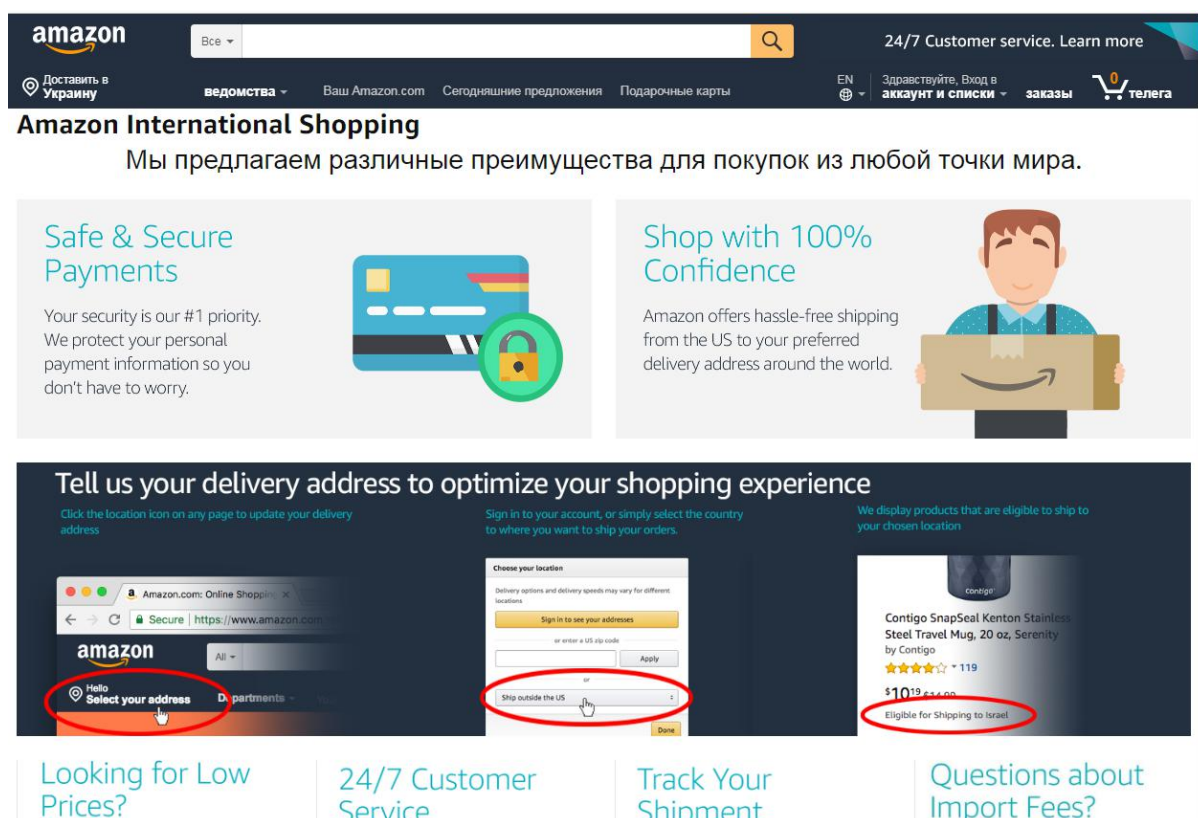 amazon
Все
24/7 Customer service. Learn more
Доставить в
Украину
ведомства
Ваш Amazon.com
Сегодняшние предложения
Подарочные карты
EN
Здравствуйте, Вход в
аккаунт и списки
заказы
0
телега
Amazon International Shopping
Мы предлагаем различные преимущества для покупок из любой точки мира.
Safe & Secure
Payments
Your security is our #1 priority.
We protect your personal
payment information so you
don't have to worry.
Shop with 100%
Confidence
Amazon offers hassle-free shipping
from the US to your preferred
delivery address around the world.
Tell us your delivery address to optimize your shopping experience
Click the location icon on any page to update your delivery
address
Amazon.com: Online Shopping
Secure
https://www.amazon.com
amazon
All
Hello
Select your address
Departments
Sign in to your account, or simply select the country
to where you want to ship your orders.
Choose your location
Delivery options and delivery speeds may vary for different
locations
Sign in to see your addresses
or enter a US zip code
Apply
or
Ship outside the US
Done
We display products that are eligible to ship to
your chosen location
contigo
Contigo SnapSeal Kenton Stainless
Steel Travel Mug, 20 oz, Serenity
by Contigo
119
$10 19 $14.99
Eligible for Shipping to Israel
Looking for Low
Prices?
24/7 Customer
Service
Track Your
Shipment
Questions about
Import Fees?